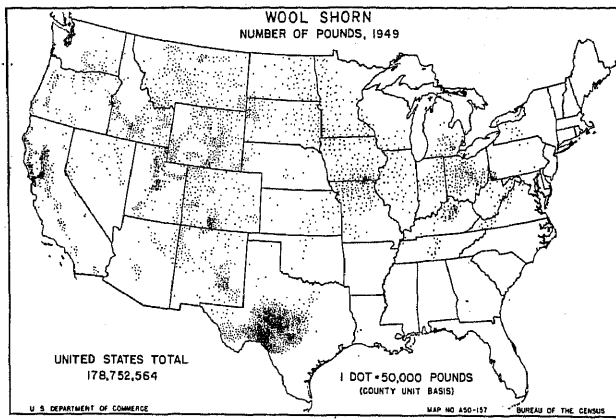 WOOL SHORN
NUMBER OF POUNDS, 1949
UNITED STATES TOTAL
178,752,564
1 DOT=50,000 POUNDS
(COUNTY UNIT BASIS)
U S DEPARTMENT OF COMMERCE
MAP NO A50-157
BUREAU OF THE CENSUS